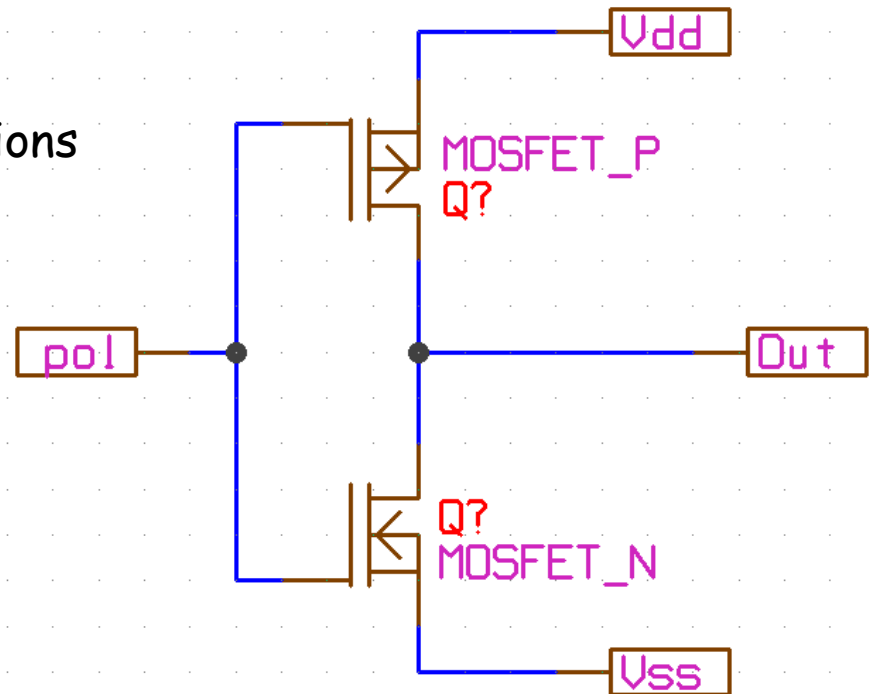 Vdd
ions
MOSFET_P
Q?
pol
Out
Q?
MOSFET_N
Vss